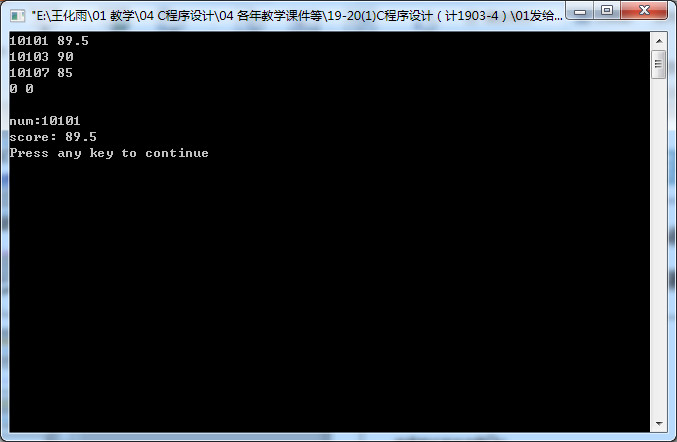 "E:\王化雨\01 教学\04 C程序设计\04 各年教学课件等\19-20(1)C程序设计（计1903-4）\01发给...
10101 89.5
10103 90
10107 85
0 0
num:10101
score: 89.5
Press any key to continue